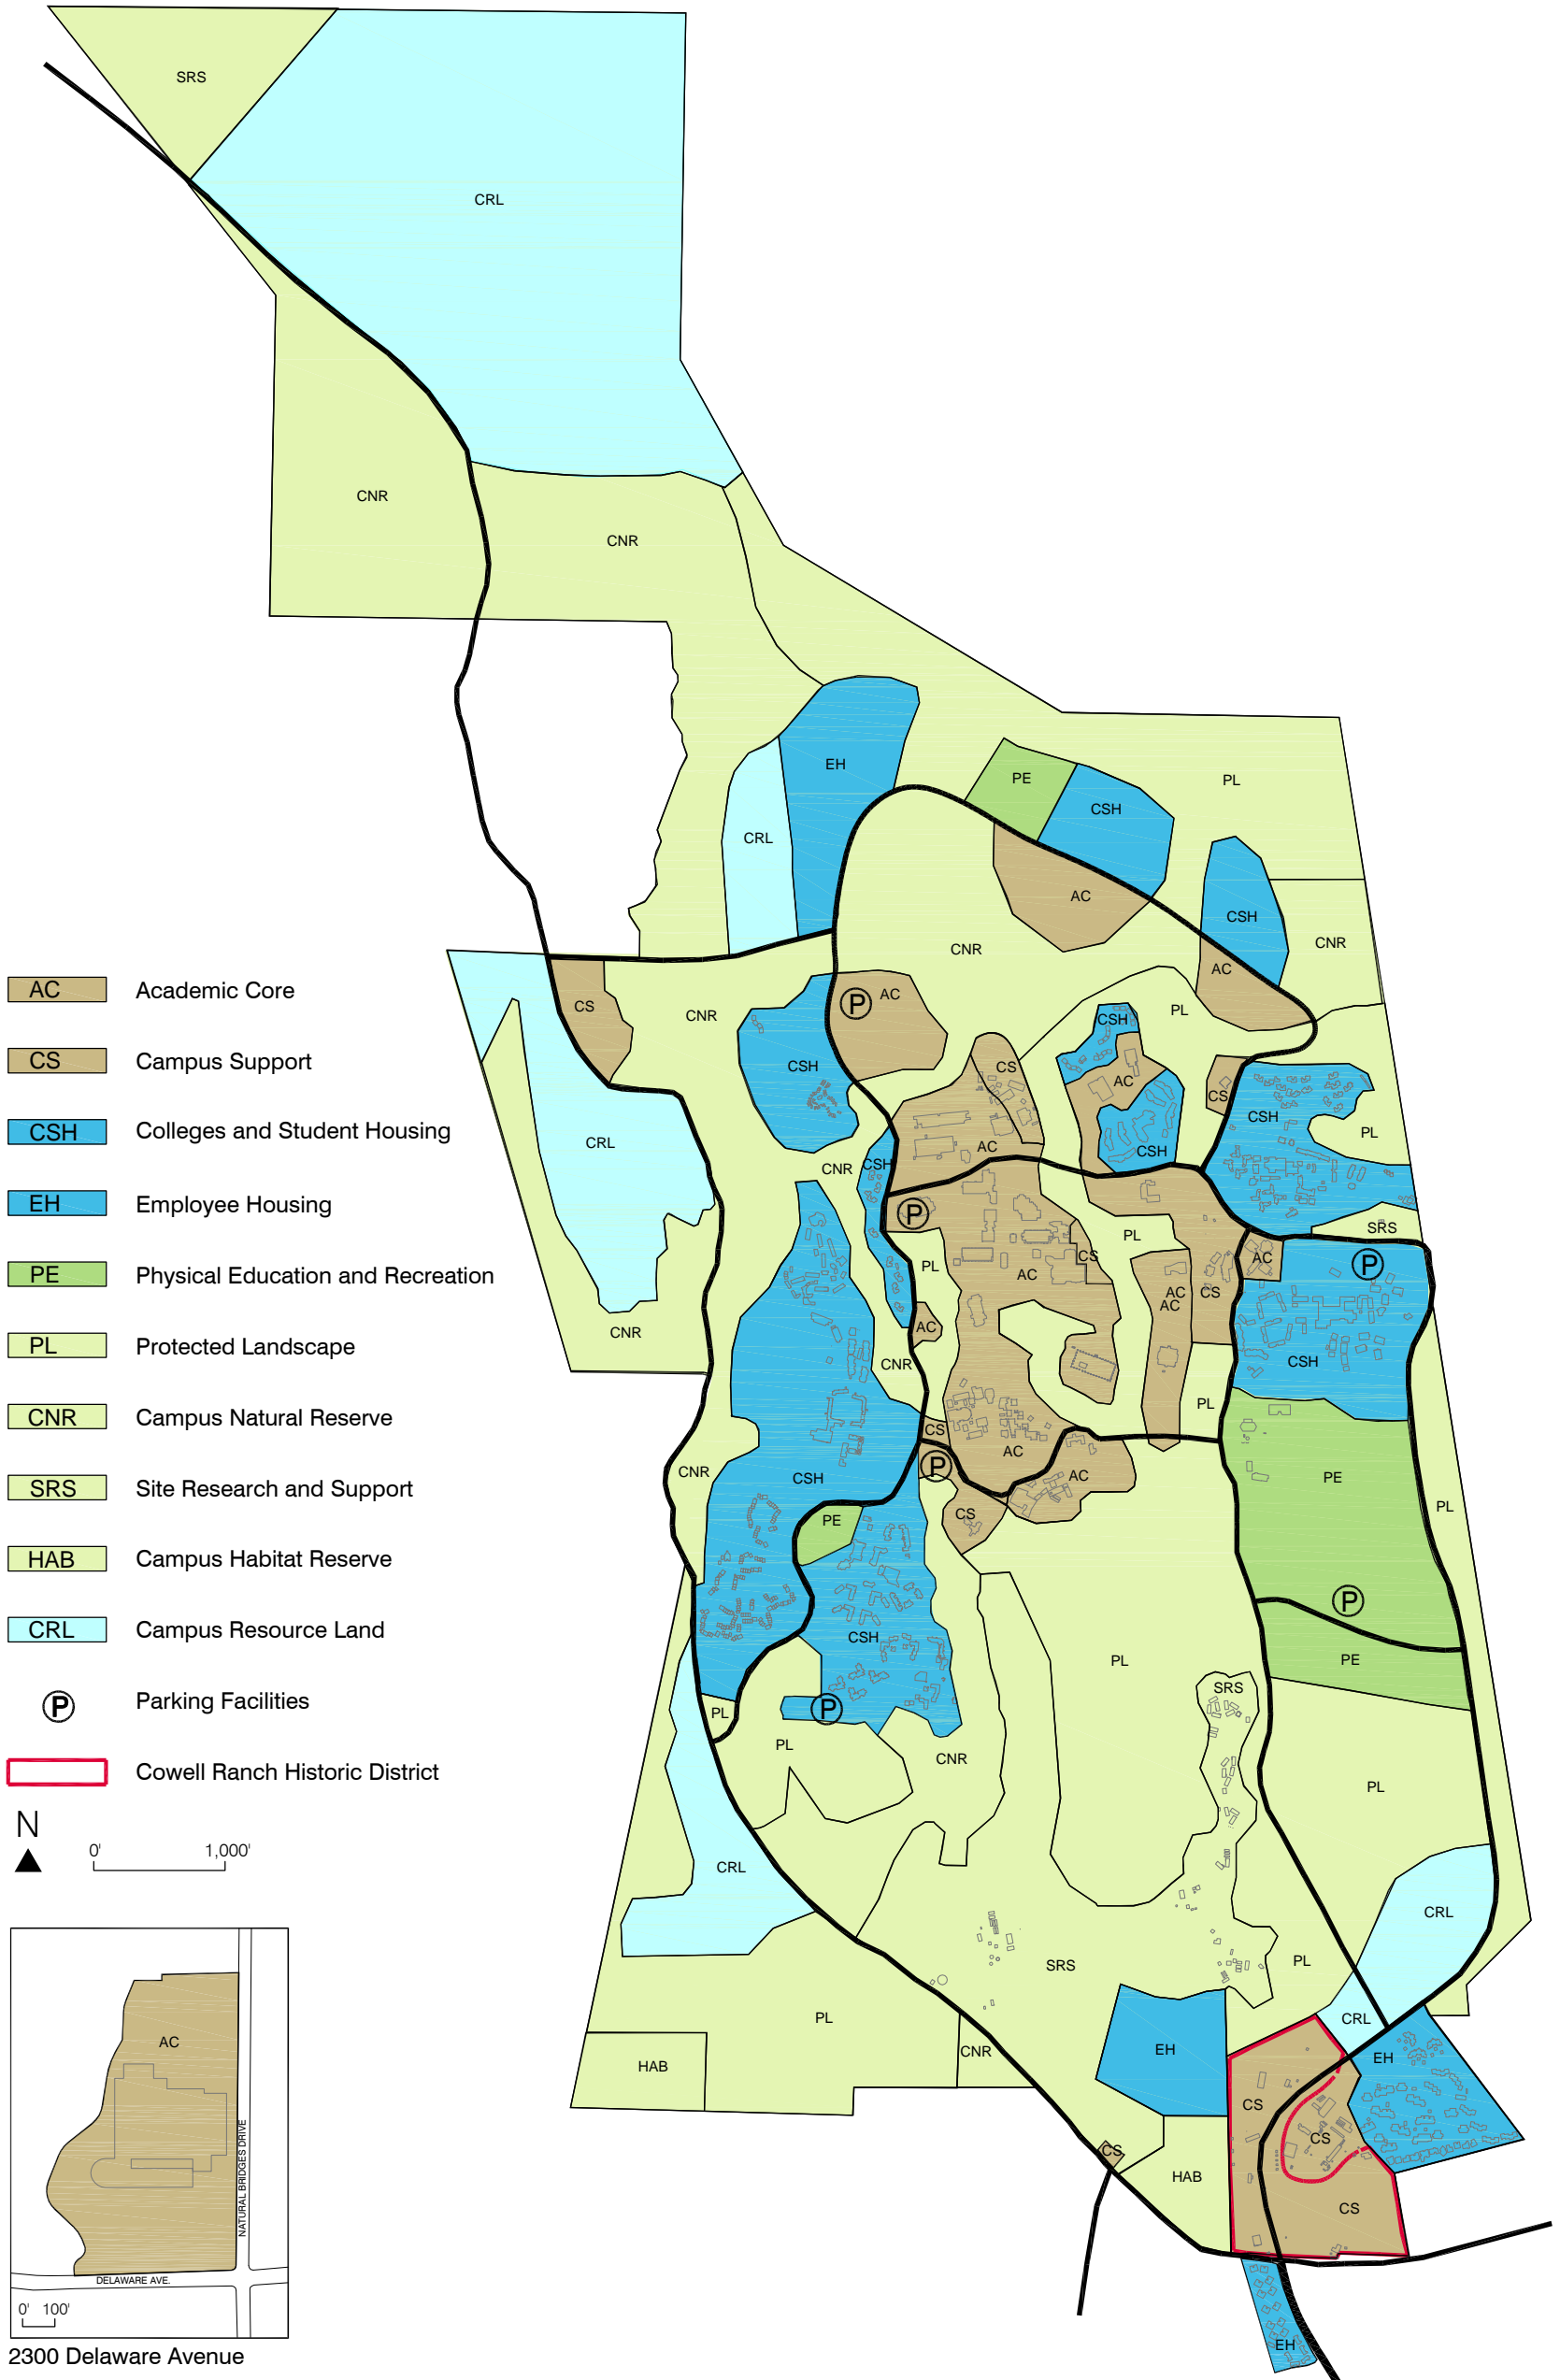 SRS
CRL
CNR
CNR
EH
PE
PL
CSH
CRL
AC
CSH
CNR
CNR
AC
CS
CNR
P
AC
PL
CSH
CSH
CS
AC
CS
CSH
CRL
AC
CSH
PL
CNR
CSH
P
PL
SRS
CS
PL
AC
AC
P
AC
AC
CS
CNR
AC
CSH
CNR
PL
CS
AC
P
CNR
CSH
AC
PE
PL
PE
CS
P
CSH
PL
PE
SRS
PL
P
PL
CNR
PL
CRL
CRL
SRS
PL
PL
CRL
HAB
CNR
EH
EH
CS
CS
CS
HAB
CS
EH
AC Academic Core
CS Campus Support
CSH Colleges and Student Housing
EH Employee Housing
PE Physical Education and Recreation
PL Protected Landscape
CNR Campus Natural Reserve
SRS Site Research and Support
HAB Campus Habitat Reserve
CRL Campus Resource Land
P Parking Facilities
Cowell Ranch Historic District
N
0' 1,000'
AC
NATURAL BRIDGES DRIVE
DELAWARE AVE.
0' 100'
2300 Delaware Avenue